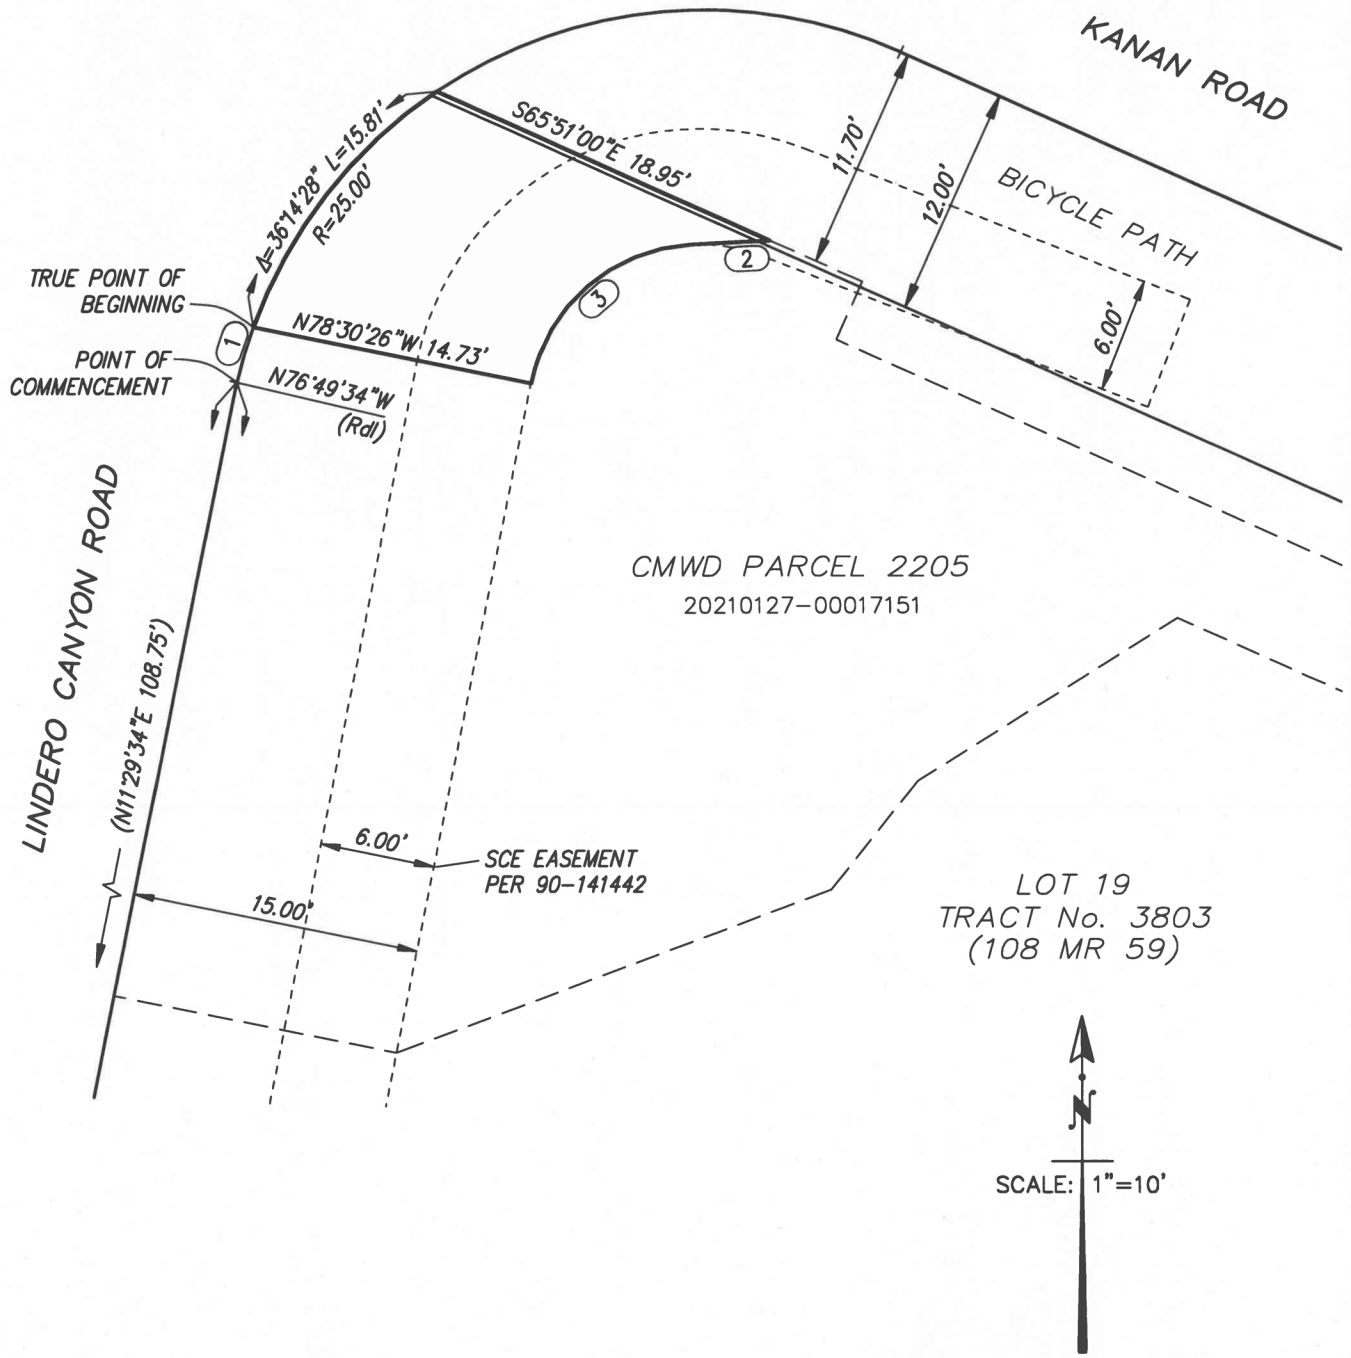 KANAN ROAD
S65°51'00"E 18.95'
11.70'
12.00'
BICYCLE PATH
6.00'
Δ=36°14'28" L=15.81'
R=25.00'
TRUE POINT OF
BEGINNING
1
2
3
N78°30'26"W 14.73'
POINT OF
COMMENCEMENT
N76°49'34"W
(Rdl)
LINDERO CANYON ROAD
(N11°29'34"E 108.75')
CMWD PARCEL 2205
20210127-00017151
6.00'
SCE EASEMENT
PER 90-141442
15.00'
LOT 19
TRACT No. 3803
(108 MR 59)
N
SCALE: 1"=10'